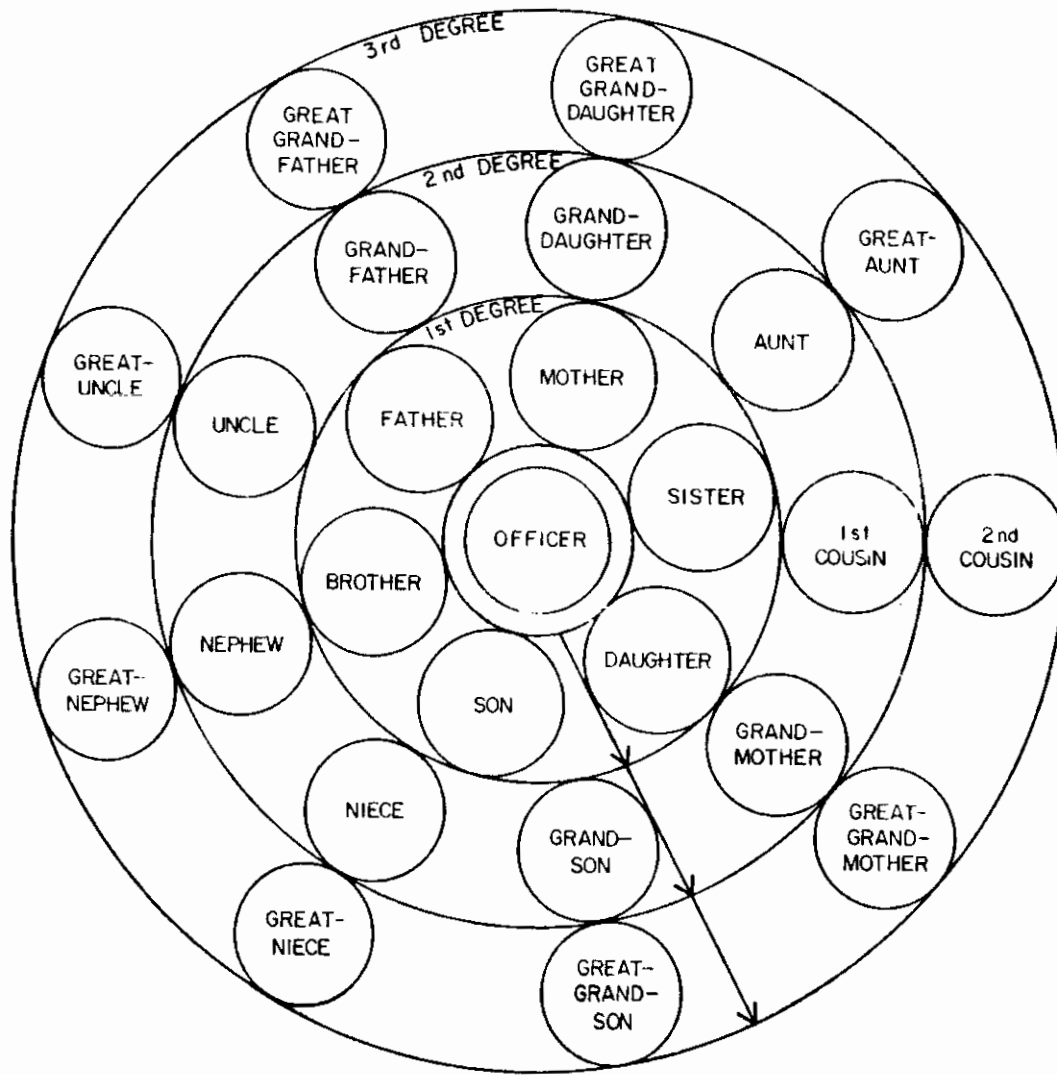 3rd DEGREE
GREAT
GRAND-
FATHER
GREAT
GRAND-
DAUGHTER
2nd DEGREE
GRAND-
FATHER
GRAND-
DAUGHTER
GREAT-
AUNT
1st DEGREE
AUNT
MOTHER
GREAT-
UNCLE
UNCLE
FATHER
SISTER
OFFICER
1st
COUSIN
2nd
COUSIN
BROTHER
NEPHEW
DAUGHTER
GREAT-
NEPHEW
SON
GRAND-
MOTHER
NIECE
GRAND-
SON
GREAT-
GRAND-
MOTHER
GREAT-
NIECE
GREAT-
GRAND-
SON